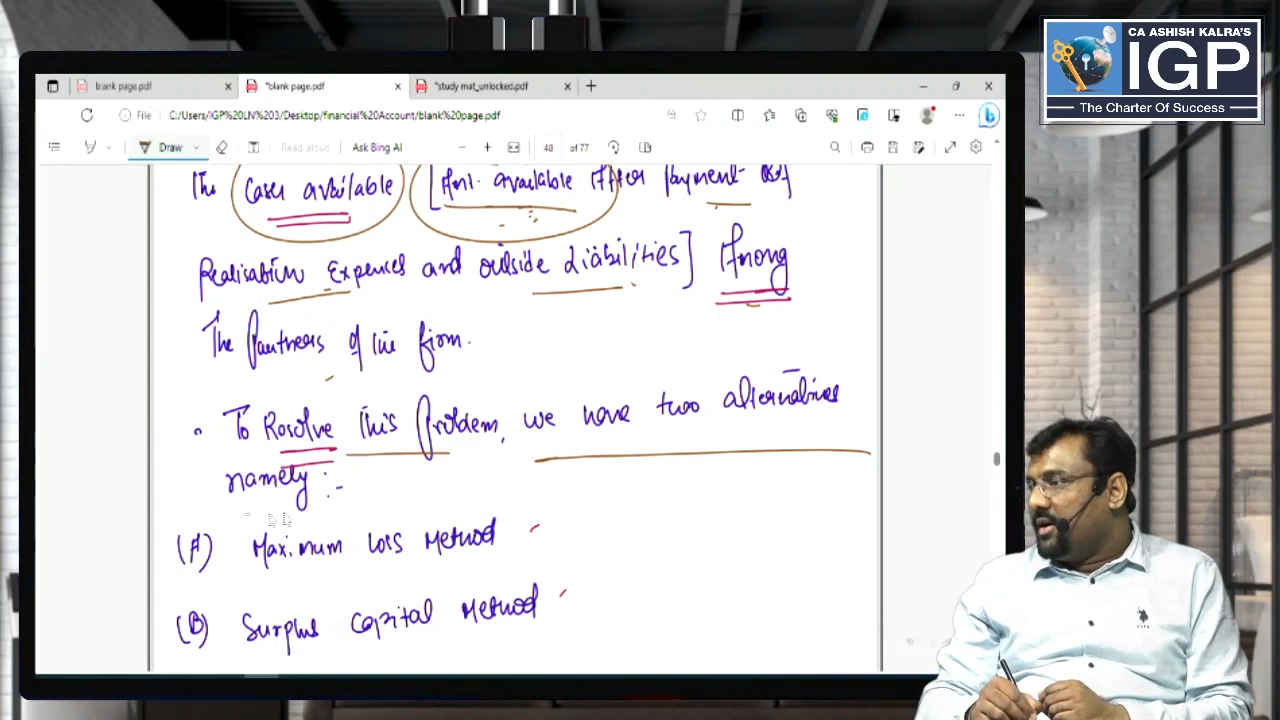 CA ASHISH KALRA'S
IGP
The Charter Of Success
blank page.pdf
*blank page.pdf
*study mat_unlocked.pdf
File
C:/Users/IGP%20LN%203/Desktop/financial%20Account/blank%20page.pdf
Draw
Read aloud
Ask Bing AI
48 of 77
The Cash available [Amt. available After payment of
Realisation Expences and outside Liabilities] Among
The Partners of the firm.
• To Resolve This Problem, we have two alternatives
namely :-
(A) Maximum Loss Method
(B) Surplus Capital Method